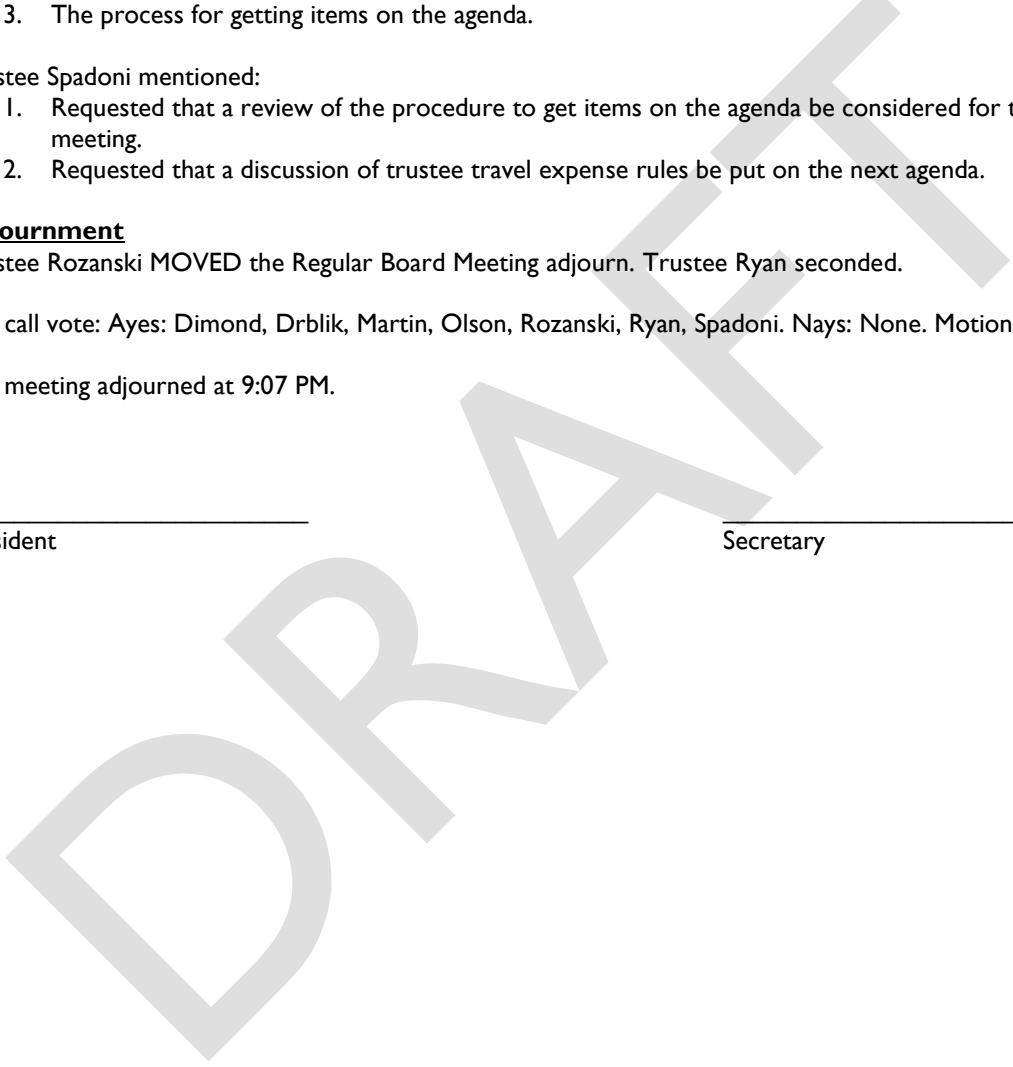 3. The process for getting items on the agenda.
stee Spadoni mentioned:
1. Requested that a review of the procedure to get items on the agenda be considered for t
meeting.
2. Requested that a discussion of trustee travel expense rules be put on the next agenda.
ournment
stee Rozanski MOVED the Regular Board Meeting adjourn. Trustee Ryan seconded.
call vote: Ayes: Dimond, Drblik, Martin, Olson, Rozanski, Ryan, Spadoni. Nays: None. Motion
meeting adjourned at 9:07 PM.
sident Secretary
DRAFT